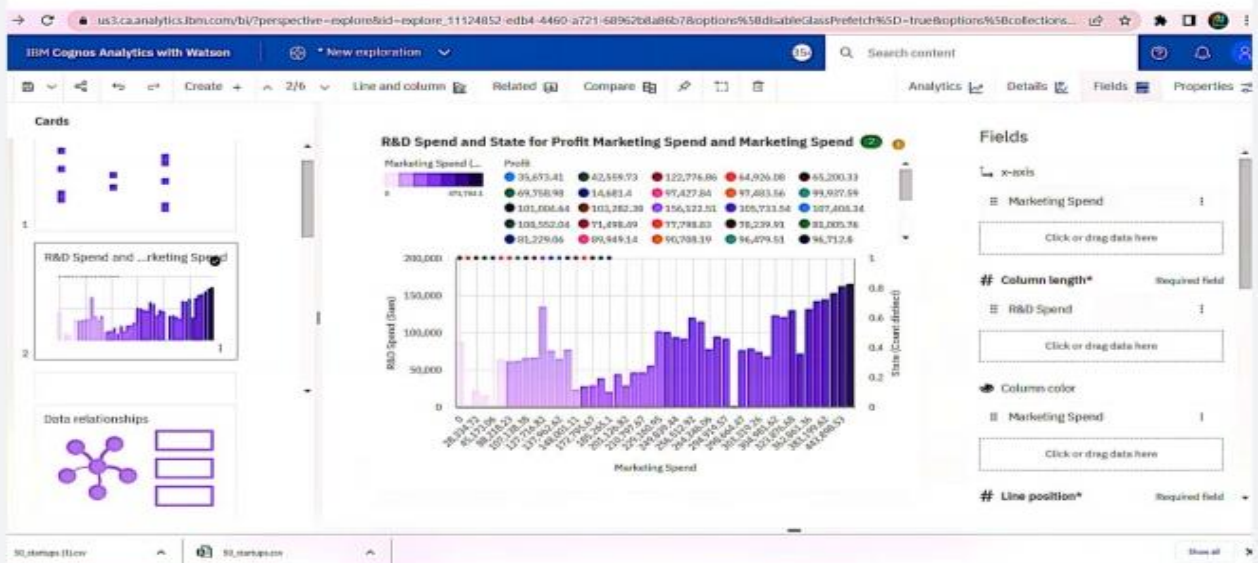 us3.ca.analytics.ibm.com/bi/?perspective=explore&id=explore_11124852-edb4-4460-a721-68962b8a86b7&options%5BdisableGlassPrefetch%5D=true&options%5Bcollections...
IBM Cognos Analytics with Watson
* New exploration
Search content
Create +
2/6
Line and column
Related
Compare
Analytics
Details
Fields
Properties
Cards
1
R&D Spend and ...rketing Spend
2
Data relationships
R&D Spend and State for Profit Marketing Spend and Marketing Spend
2
Marketing Spend (...
0
Profit
35,673.41 42,559.73 122,776.86 64,926.08 65,200.33
69,758.98 14,681.4 97,427.84 97,483.56 99,937.59
101,004.64 103,282.38 156,122.51 105,733.54 107,404.34
108,552.04 71,498.49 77,798.83 78,239.91 81,005.76
81,229.06 89,949.14 90,708.19 96,479.51 96,712.8
R&D Spend (Sum)
200,000
150,000
100,000
50,000
0
State (Count distinct)
1
0.8
0.6
0.4
0.2
0
Marketing Spend
Fields
x-axis
Marketing Spend
Click or drag data here
# Column length*
Required field
R&D Spend
Click or drag data here
Column color
Marketing Spend
Click or drag data here
# Line position*
Required field
50_startups (1).csv
50_startups.csv
Show all